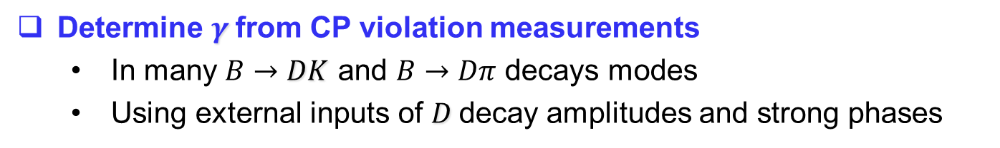 ❑ Determine γ from CP violation measurements
• In many B → DK and B → Dπ decays modes
• Using external inputs of D decay amplitudes and strong phases